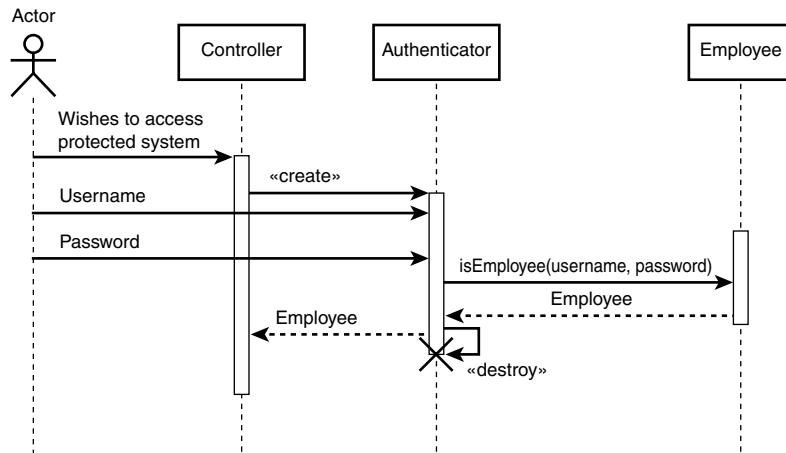 Actor
Controller
Authenticator
Employee
Wishes to access
protected system
«create»
Username
Password
isEmployee(username, password)
Employee
Employee
«destroy»